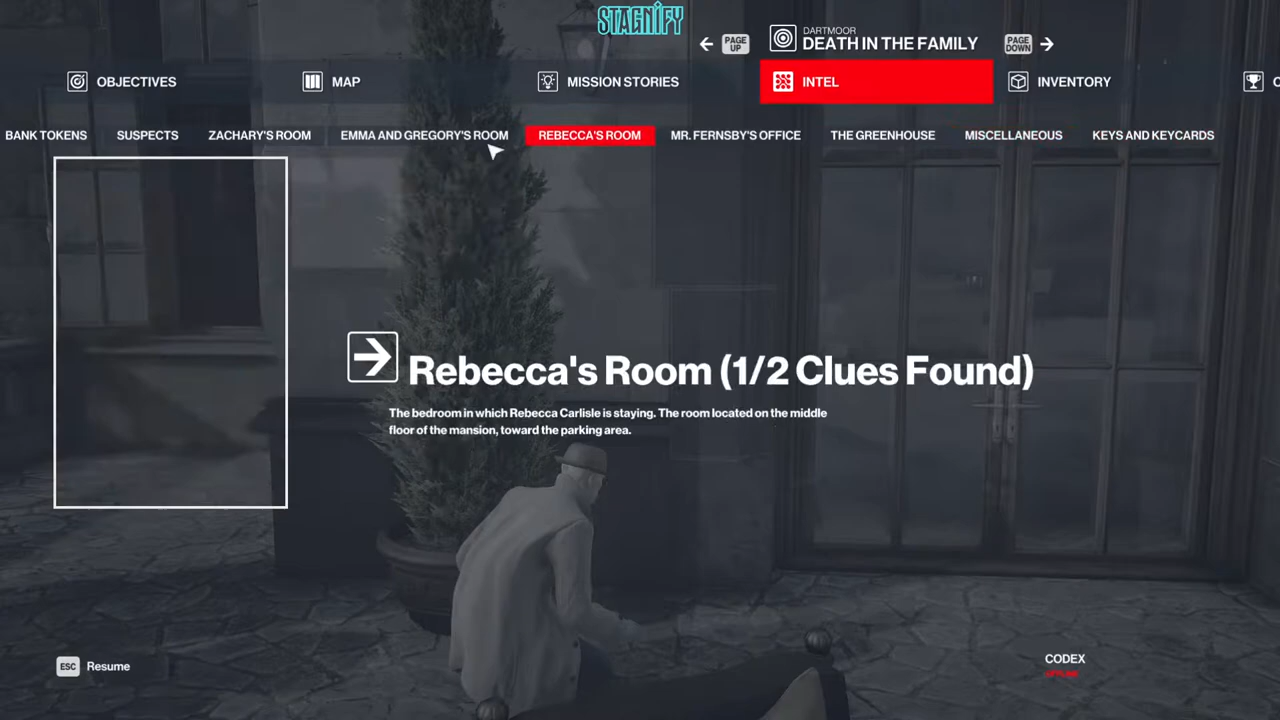 STAGNIFY
PAGE UP
DARTMOOR
DEATH IN THE FAMILY
PAGE DOWN
OBJECTIVES
MAP
MISSION STORIES
INTEL
INVENTORY
C
BANK TOKENS
SUSPECTS
ZACHARY'S ROOM
EMMA AND GREGORY'S ROOM
REBECCA'S ROOM
MR. FERNSBY'S OFFICE
THE GREENHOUSE
MISCELLANEOUS
KEYS AND KEYCARDS
Rebecca's Room (1/2 Clues Found)
The bedroom in which Rebecca Carlisle is staying. The room located on the middle
floor of the mansion, toward the parking area.
ESC Resume
CODEX